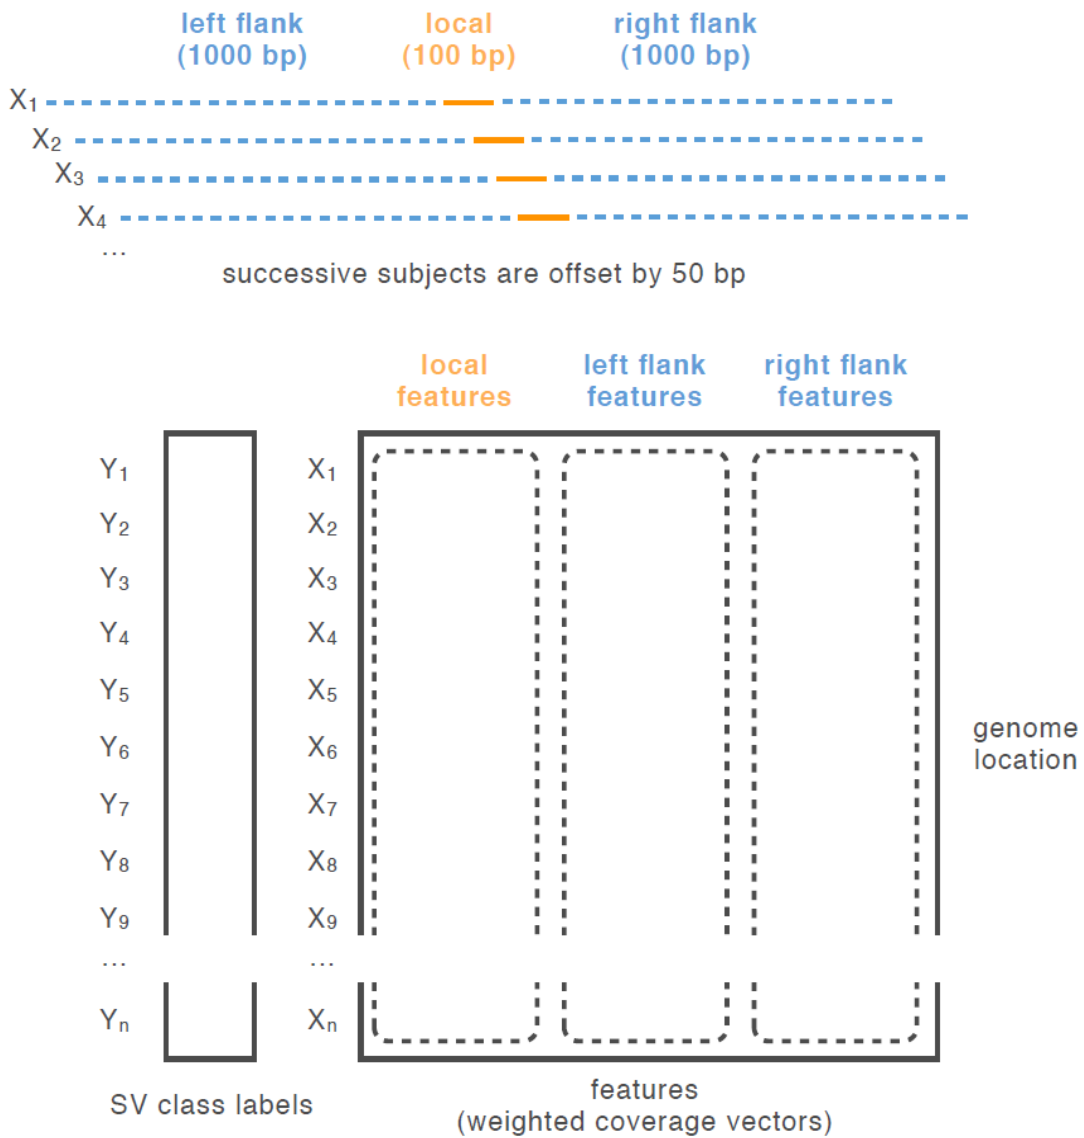 left flank local right flank
(1000 bp) (100 bp) (1000 bp)
X1
X2
X3
X4
...
successive subjects are offset by 50 bp
local left flank right flank
features features features
Y1 X1
Y2 X2
Y3 X3
Y4 X4
Y5 X5
Y6 X6
Y7 X7
Y8 X8
Y9 X9
... ...
Yn Xn
genome
location
SV class labels
features
(weighted coverage vectors)